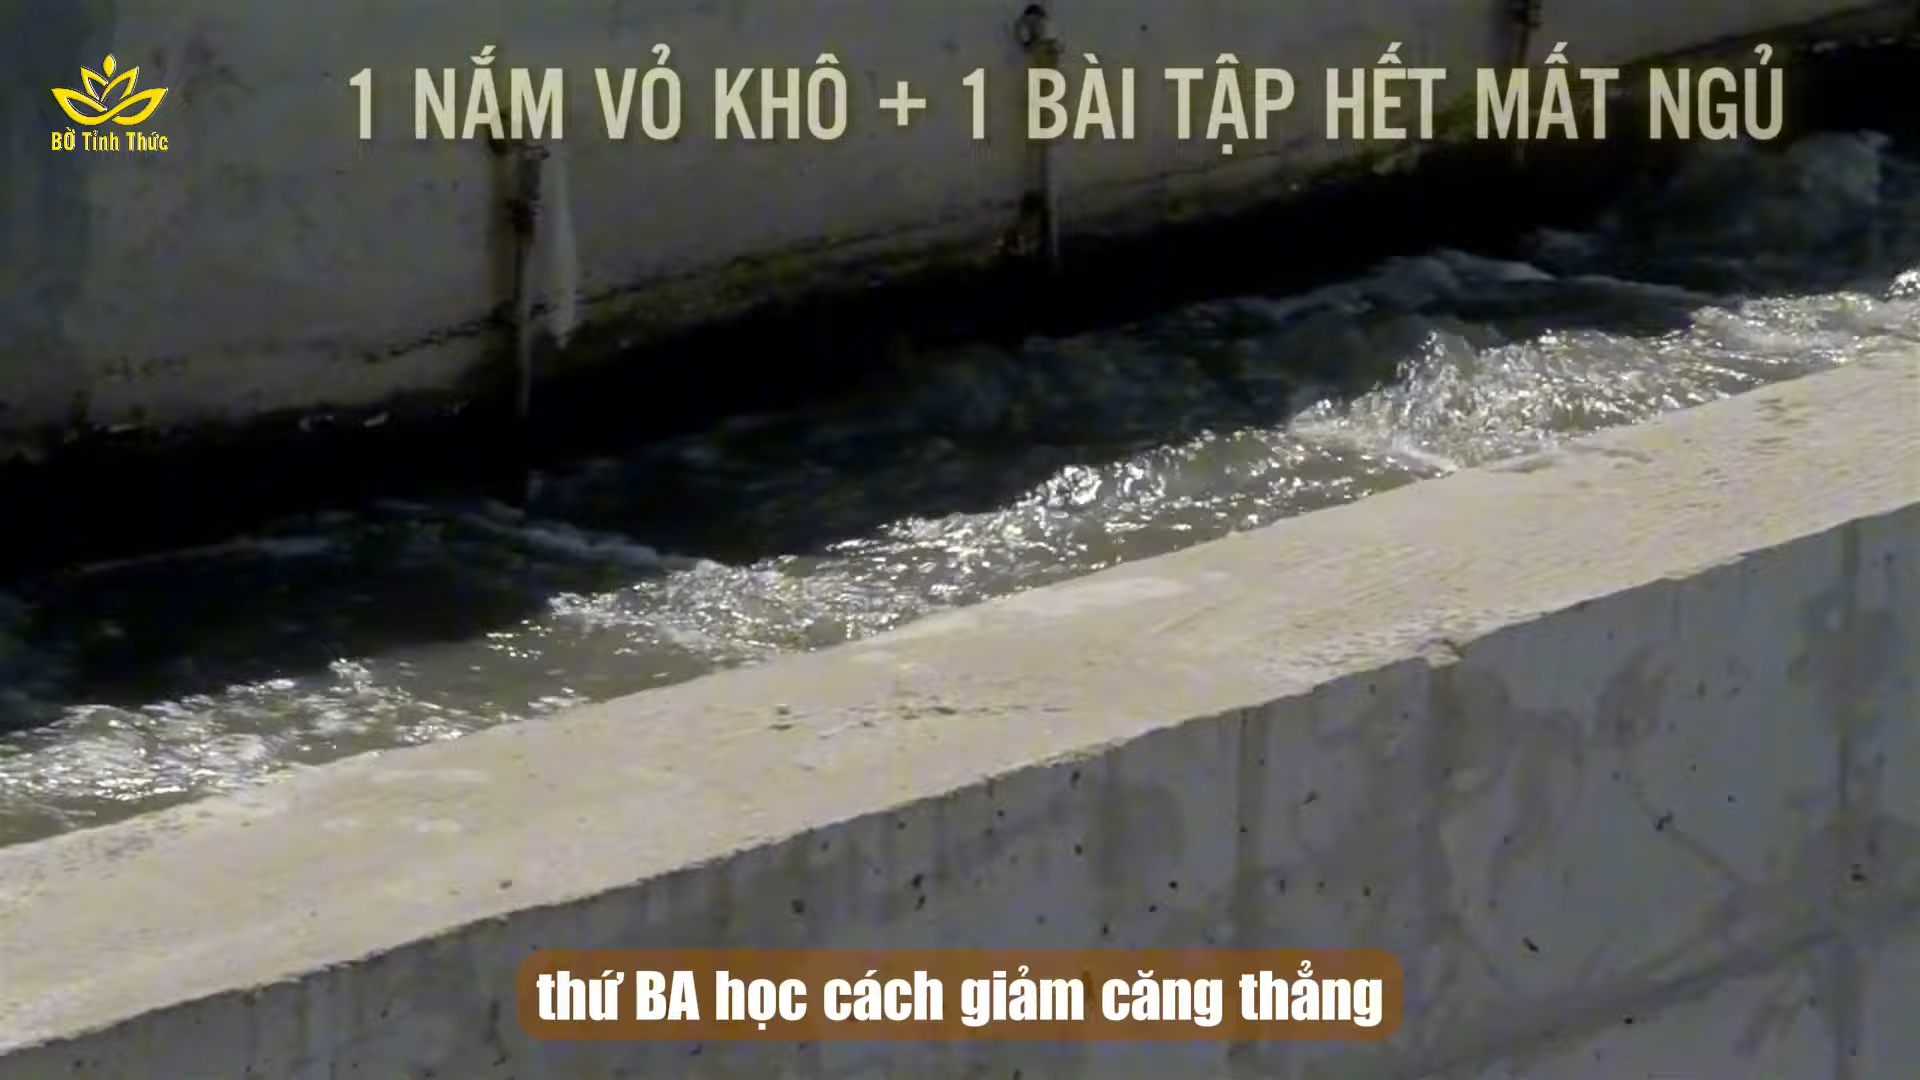 1 NẮM VỎ KHÔ + 1 BÀI TẬP HẾT MẤT NGỦ
BỜ Tỉnh Thức
thứ BA học cách giảm căng thẳng